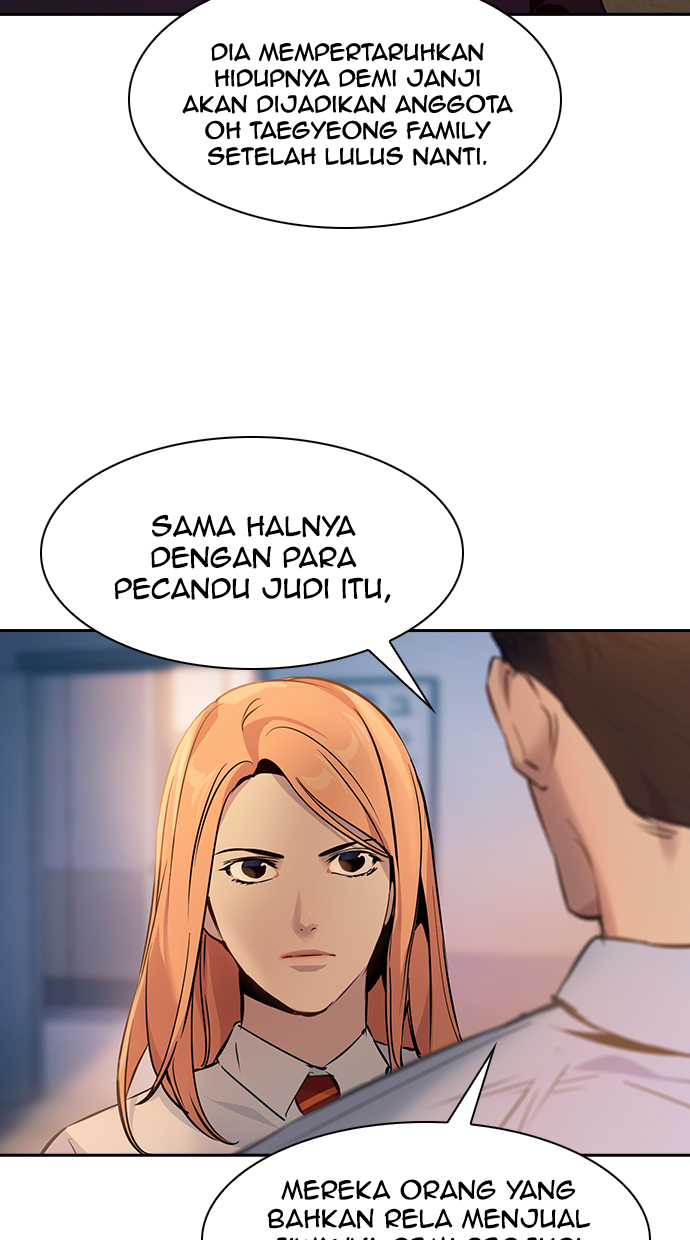 DIA MEMPERTARUHKAN
HIDUPNYA DEMI JANJI
AKAN DIJADIKAN ANGGOTA
OH TAEGYEONG FAMILY
SETELAH LULUS NANTI.
SAMA HALNYA
DENGAN PARA
PECANDU JUDI ITU,
MEREKA ORANG YANG
BAHKAN RELA MENJUAL